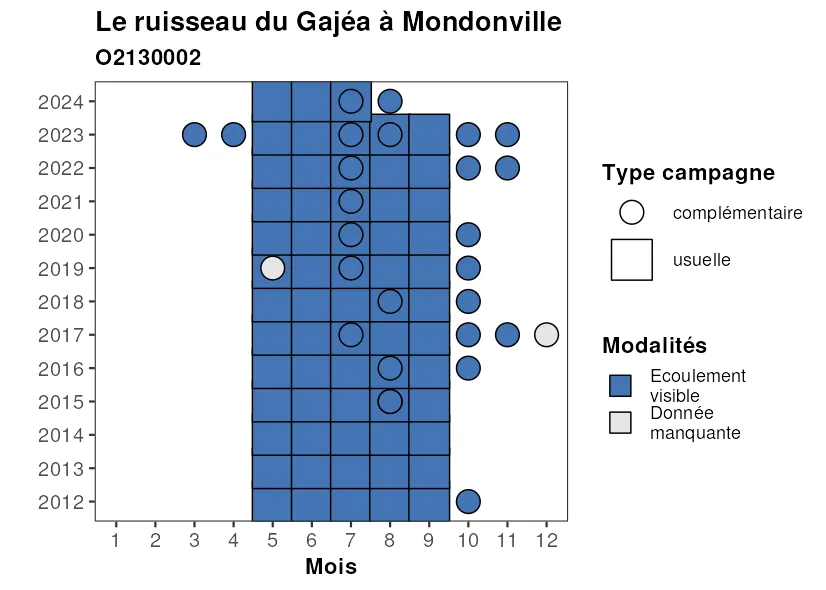 Le ruisseau du Gajéa à Mondonville
O2130002
2024
2023
2022
2021
2020
2019
2018
2017
2016
2015
2014
2013
2012
1 2 3 4 5 6 7 8 9 10 11 12
Mois
Type campagne
complémentaire
usuelle
Modalités
Ecoulement
visible
Donnée
manquante